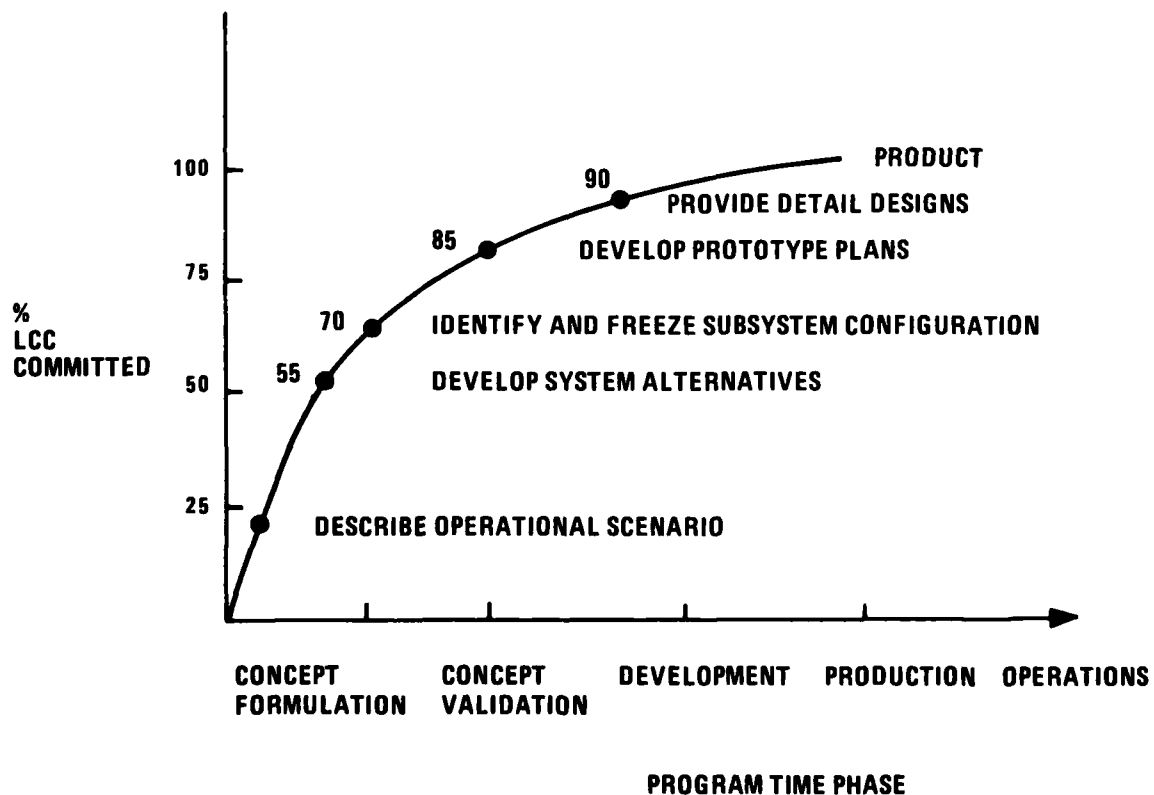 100
90
PRODUCT
PROVIDE DETAIL DESIGNS
85
DEVELOP PROTOTYPE PLANS
75
%
LCC
COMMITTED
70
IDENTIFY AND FREEZE SUBSYSTEM CONFIGURATION
55
50
DEVELOP SYSTEM ALTERNATIVES
25
DESCRIBE OPERATIONAL SCENARIO
CONCEPT
FORMULATION
CONCEPT
VALIDATION
DEVELOPMENT
PRODUCTION
OPERATIONS
PROGRAM TIME PHASE